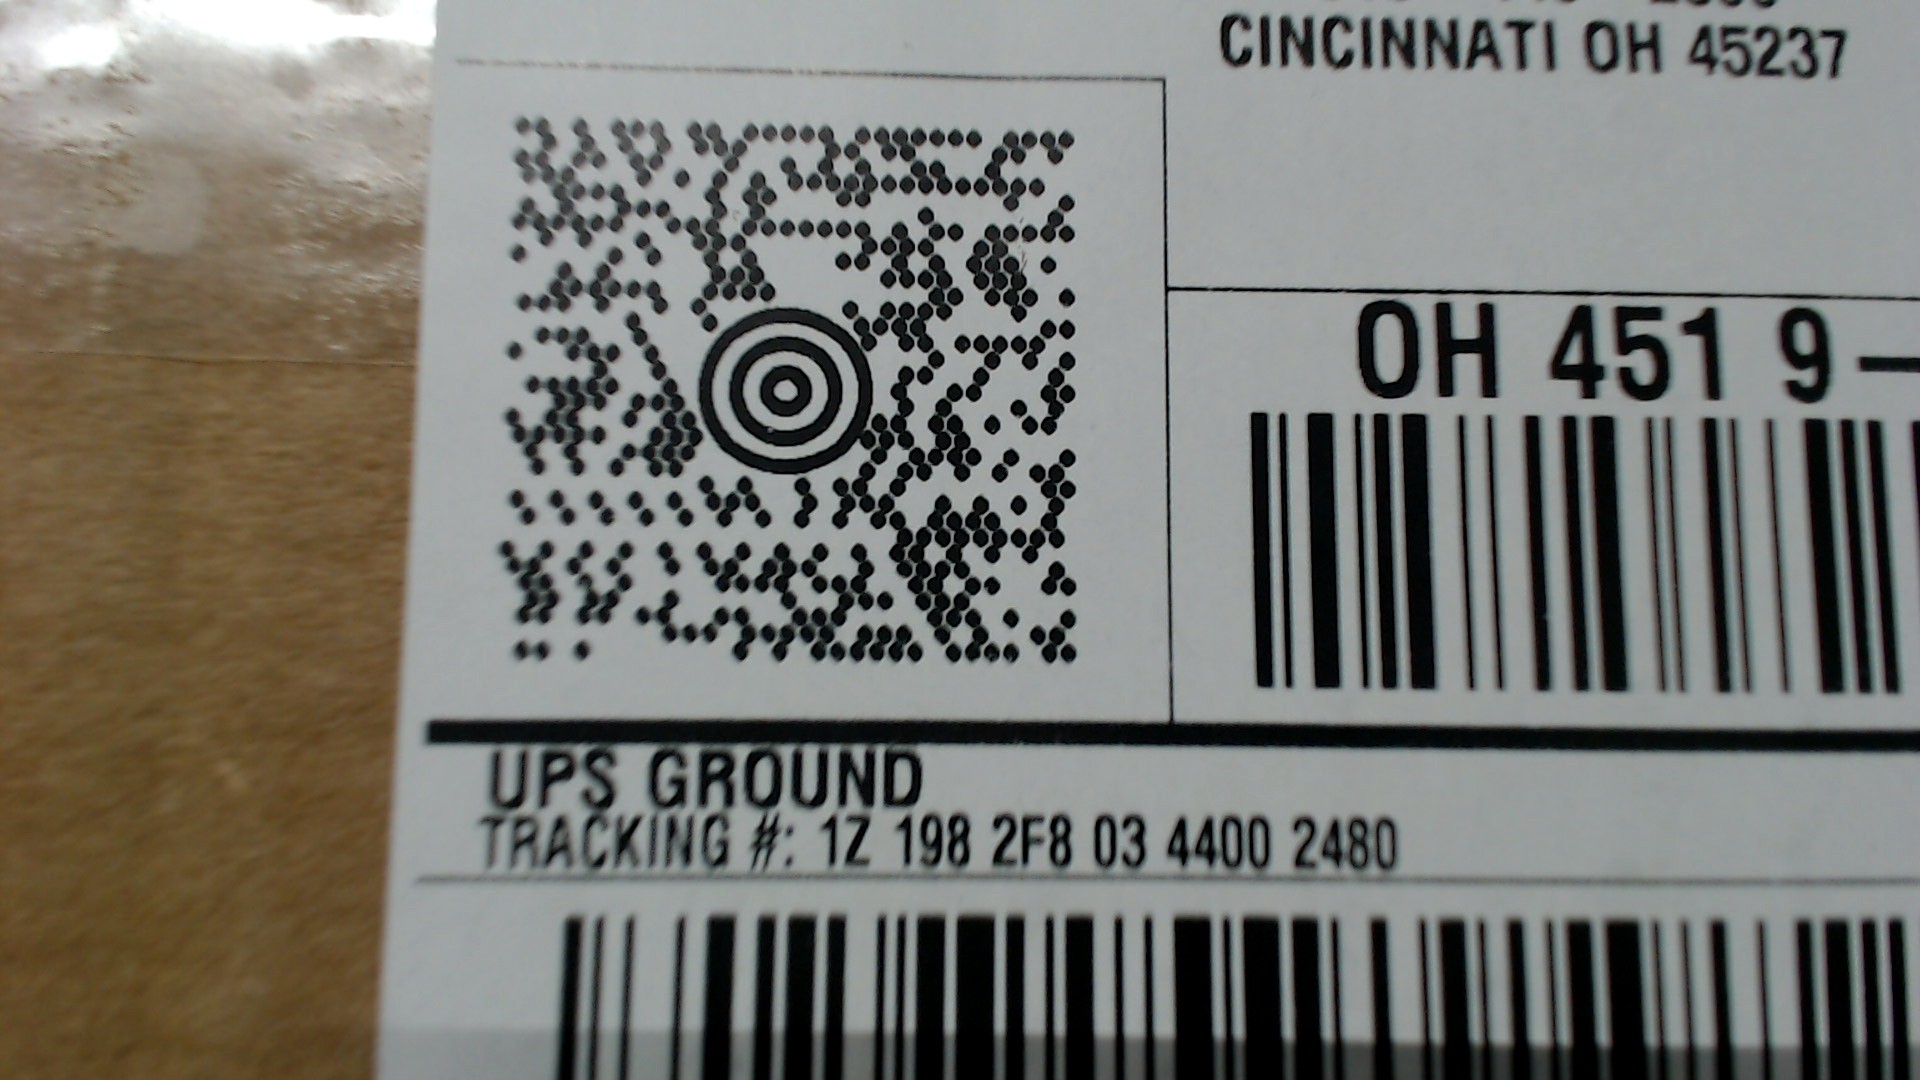 CINCINNATI OH 45237
OH 451 9 –
UPS GROUND
TRACKING #: 1Z 198 2F8 03 4400 2480